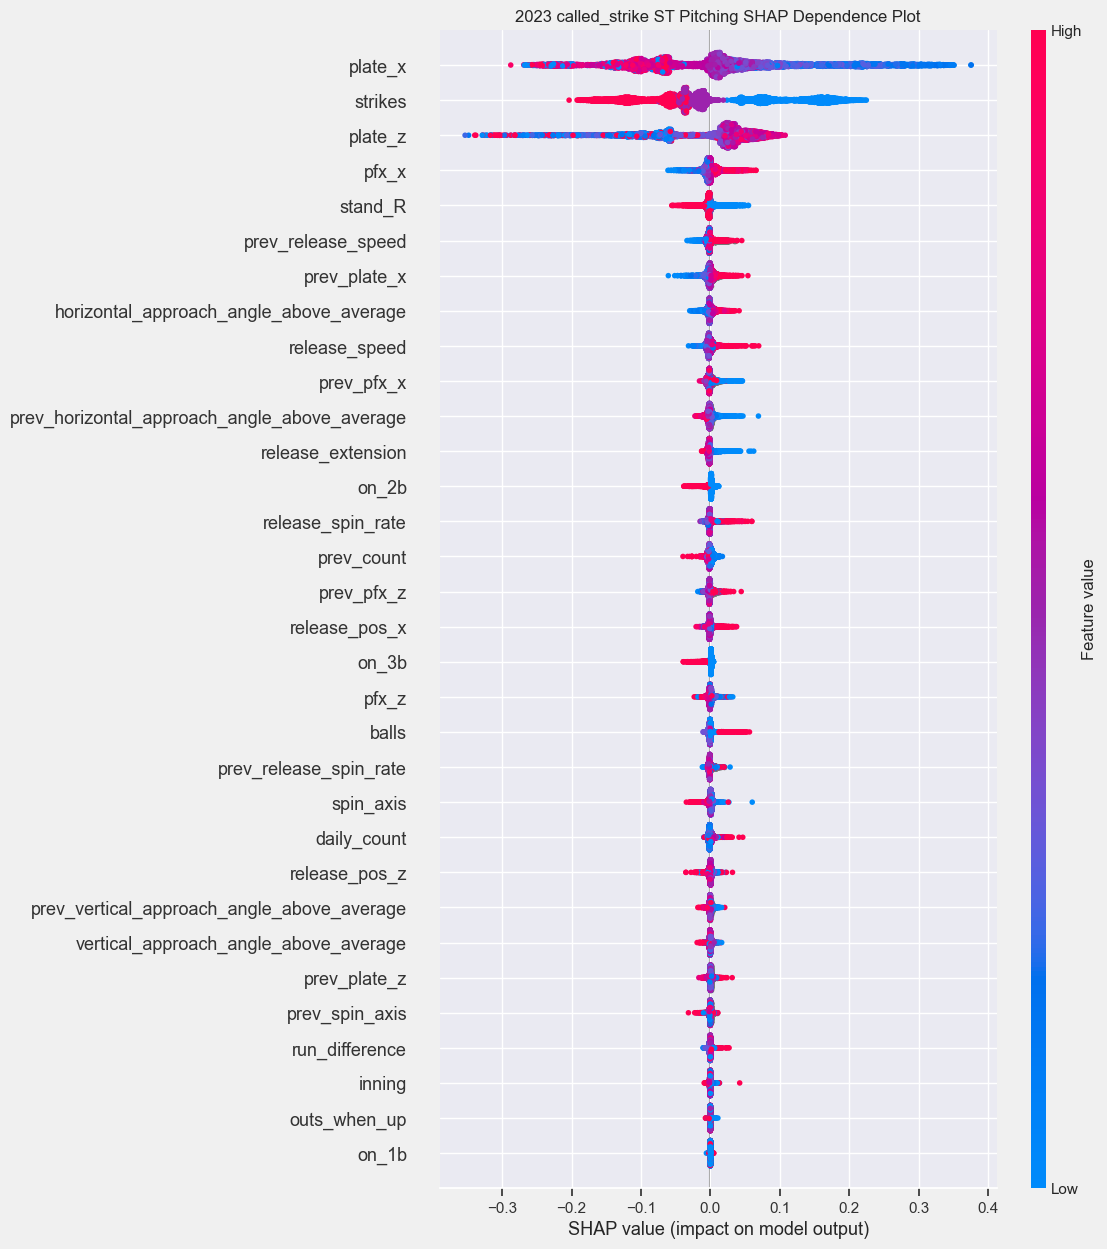 2023 called_strike ST Pitching SHAP Dependence Plot
High
plate_x
strikes
plate_z
pfx_x
stand_R
prev_release_speed
prev_plate_x
horizontal_approach_angle_above_average
release_speed
prev_pfx_x
prev_horizontal_approach_angle_above_average
release_extension
on_2b
release_spin_rate
prev_count
prev_pfx_z
release_pos_x
on_3b
pfx_z
balls
prev_release_spin_rate
spin_axis
daily_count
release_pos_z
prev_vertical_approach_angle_above_average
vertical_approach_angle_above_average
prev_plate_z
prev_spin_axis
run_difference
inning
outs_when_up
on_1b
Feature value
Low
−0.3 −0.2 −0.1 0.0 0.1 0.2 0.3 0.4
SHAP value (impact on model output)